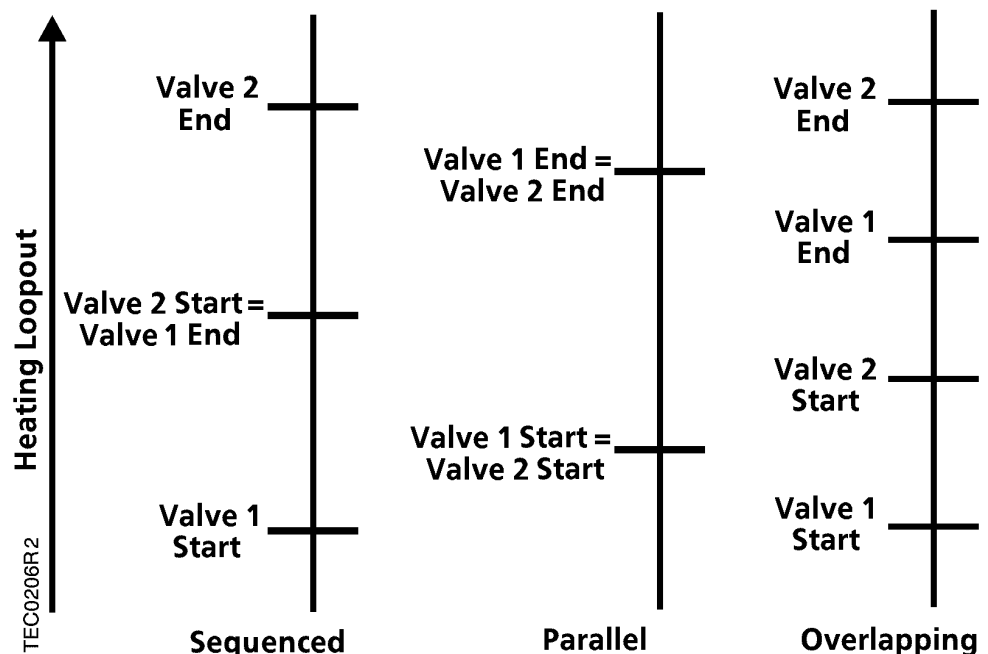 Heating Loopout
TEC0206R2
Valve 2
End
Valve 2 Start =
Valve 1 End
Valve 1
Start
Sequenced
Valve 1 End =
Valve 2 End
Valve 1 Start =
Valve 2 Start
Parallel
Valve 2
End
Valve 1
End
Valve 2
Start
Valve 1
Start
Overlapping